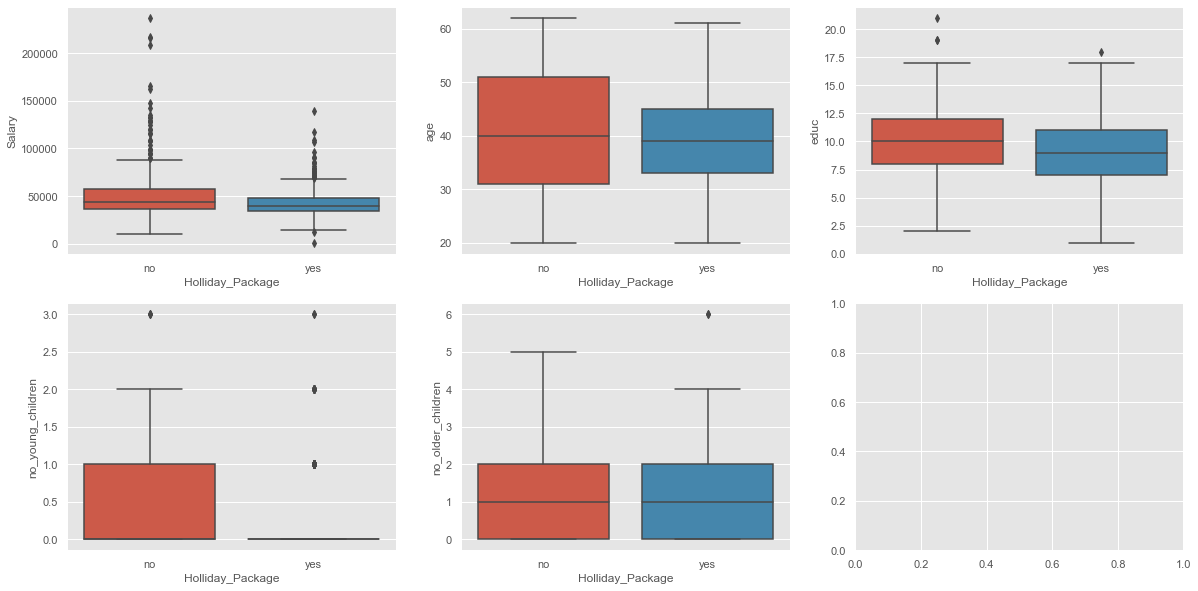 Salary
200000
150000
100000
50000
0
no yes
Holliday_Package
age
60
50
40
30
20
no yes
Holliday_Package
educ
20.0
17.5
15.0
12.5
10.0
7.5
5.0
2.5
0.0
no yes
Holliday_Package
no_young_children
3.0
2.5
2.0
1.5
1.0
0.5
0.0
no yes
Holliday_Package
no_older_children
6
5
4
3
2
1
0
no yes
Holliday_Package
1.0
0.8
0.6
0.4
0.2
0.0
0.0 0.2 0.4 0.6 0.8 1.0